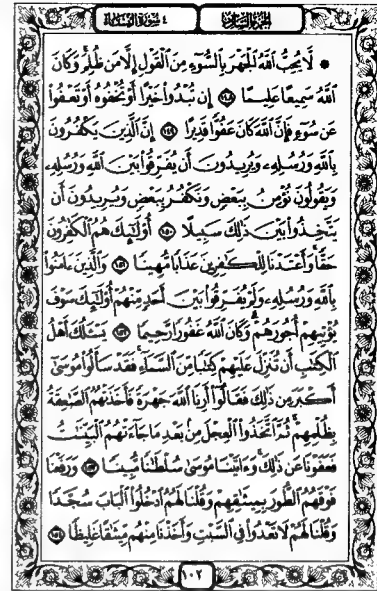 الجزء السادس ٤ سورة النساء
۞ لَّا يُحِبُّ ٱللَّهُ ٱلْجَهْرَ بِٱلسُّوٓءِ مِنَ ٱلْقَوْلِ إِلَّا مَن ظُلِمَ وَكَانَ
ٱللَّهُ سَمِيعًا عَلِيمًا ١٤٨ إِن تُبْدُوا۟ خَيْرًا أَوْ تُخْفُوهُ أَوْ تَعْفُوا۟
عَن سُوٓءٍ فَإِنَّ ٱللَّهَ كَانَ عَفُوًّا قَدِيرًا ١٤٩ إِنَّ ٱلَّذِينَ يَكْفُرُونَ
بِٱللَّهِ وَرُسُلِهِۦ وَيُرِيدُونَ أَن يُفَرِّقُوا۟ بَيْنَ ٱللَّهِ وَرُسُلِهِۦ
وَيَقُولُونَ نُؤْمِنُ بِبَعْضٍ وَنَكْفُرُ بِبَعْضٍ وَيُرِيدُونَ أَن
يَتَّخِذُوا۟ بَيْنَ ذَٰلِكَ سَبِيلًا ١٥٠ أُو۟لَٰٓئِكَ هُمُ ٱلْكَٰفِرُونَ
حَقًّا وَأَعْتَدْنَا لِلْكَٰفِرِينَ عَذَابًا مُّهِينًا ١٥١ وَٱلَّذِينَ ءَامَنُوا۟
بِٱللَّهِ وَرُسُلِهِۦ وَلَمْ يُفَرِّقُوا۟ بَيْنَ أَحَدٍ مِّنْهُمْ أُو۟لَٰٓئِكَ سَوْفَ
يُؤْتِيهِمْ أُجُورَهُمْ وَكَانَ ٱللَّهُ غَفُورًا رَّحِيمًا ١٥٢ يَسْـَٔلُكَ أَهْلُ
ٱلْكِتَٰبِ أَن تُنَزِّلَ عَلَيْهِمْ كِتَٰبًا مِّنَ ٱلسَّمَآءِ فَقَدْ سَأَلُوا۟ مُوسَىٰٓ
أَكْبَرَ مِن ذَٰلِكَ فَقَالُوٓا۟ أَرِنَا ٱللَّهَ جَهْرَةً فَأَخَذَتْهُمُ ٱلصَّٰعِقَةُ
بِظُلْمِهِمْ ثُمَّ ٱتَّخَذُوا۟ ٱلْعِجْلَ مِنۢ بَعْدِ مَا جَآءَتْهُمُ ٱلْبَيِّنَٰتُ
فَعَفَوْنَا عَن ذَٰلِكَ وَءَاتَيْنَا مُوسَىٰ سُلْطَٰنًا مُّبِينًا ١٥٣ وَرَفَعْنَا
فَوْقَهُمُ ٱلطُّورَ بِمِيثَٰقِهِمْ وَقُلْنَا لَهُمُ ٱدْخُلُوا۟ ٱلْبَابَ سُجَّدًا
وَقُلْنَا لَهُمْ لَا تَعْدُوا۟ فِى ٱلسَّبْتِ وَأَخَذْنَا مِنْهُم مِّيثَٰقًا غَلِيظًا ١٥٤
١٠٢